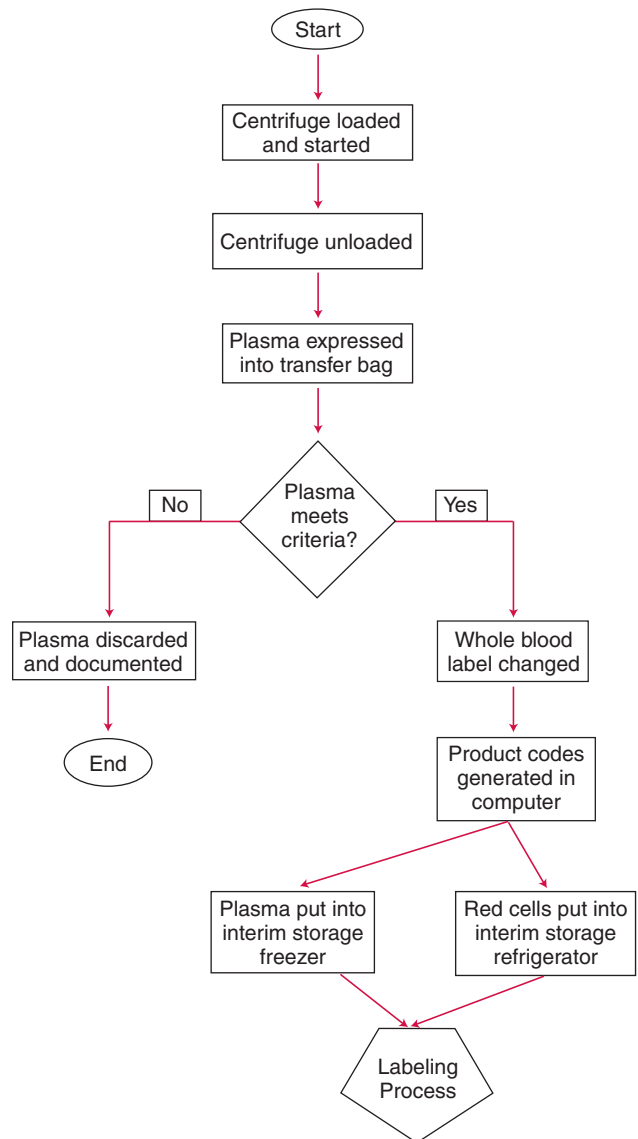 Start
Centrifuge loaded
and started
Centrifuge unloaded
Plasma expressed
into transfer bag
Plasma
meets
criteria?
No
Yes
Plasma discarded
and documented
End
Whole blood
label changed
Product codes
generated in
computer
Plasma put into
interim storage
freezer
Red cells put into
interim storage
refrigerator
Labeling
Process